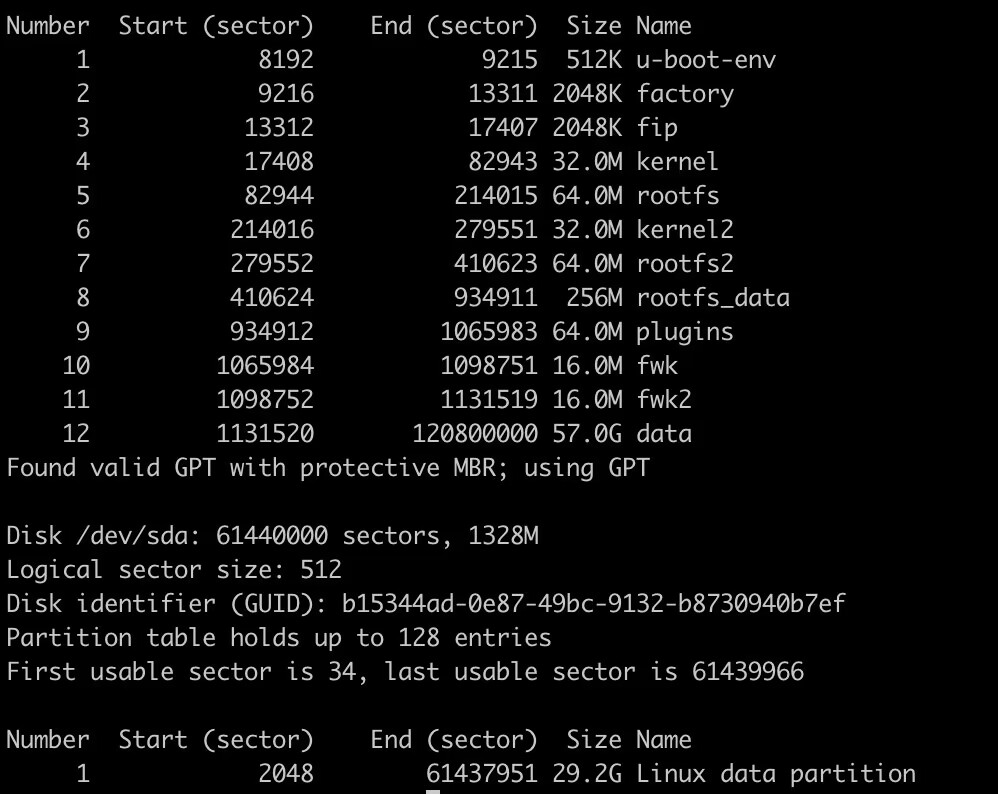 Number  Start (sector)    End (sector)  Size Name
     1            8192            9215  512K u-boot-env
     2            9216           13311 2048K factory
     3           13312           17407 2048K fip
     4           17408           82943 32.0M kernel
     5           82944          214015 64.0M rootfs
     6          214016          279551 32.0M kernel2
     7          279552          410623 64.0M rootfs2
     8          410624          934911  256M rootfs_data
     9          934912         1065983 64.0M plugins
    10         1065984         1098751 16.0M fwk
    11         1098752         1131519 16.0M fwk2
    12         1131520       120800000 57.0G data
Found valid GPT with protective MBR; using GPT

Disk /dev/sda: 61440000 sectors, 1328M
Logical sector size: 512
Disk identifier (GUID): b15344ad-0e87-49bc-9132-b8730940b7ef
Partition table holds up to 128 entries
First usable sector is 34, last usable sector is 61439966

Number  Start (sector)    End (sector)  Size Name
     1            2048        61437951 29.2G Linux data partition